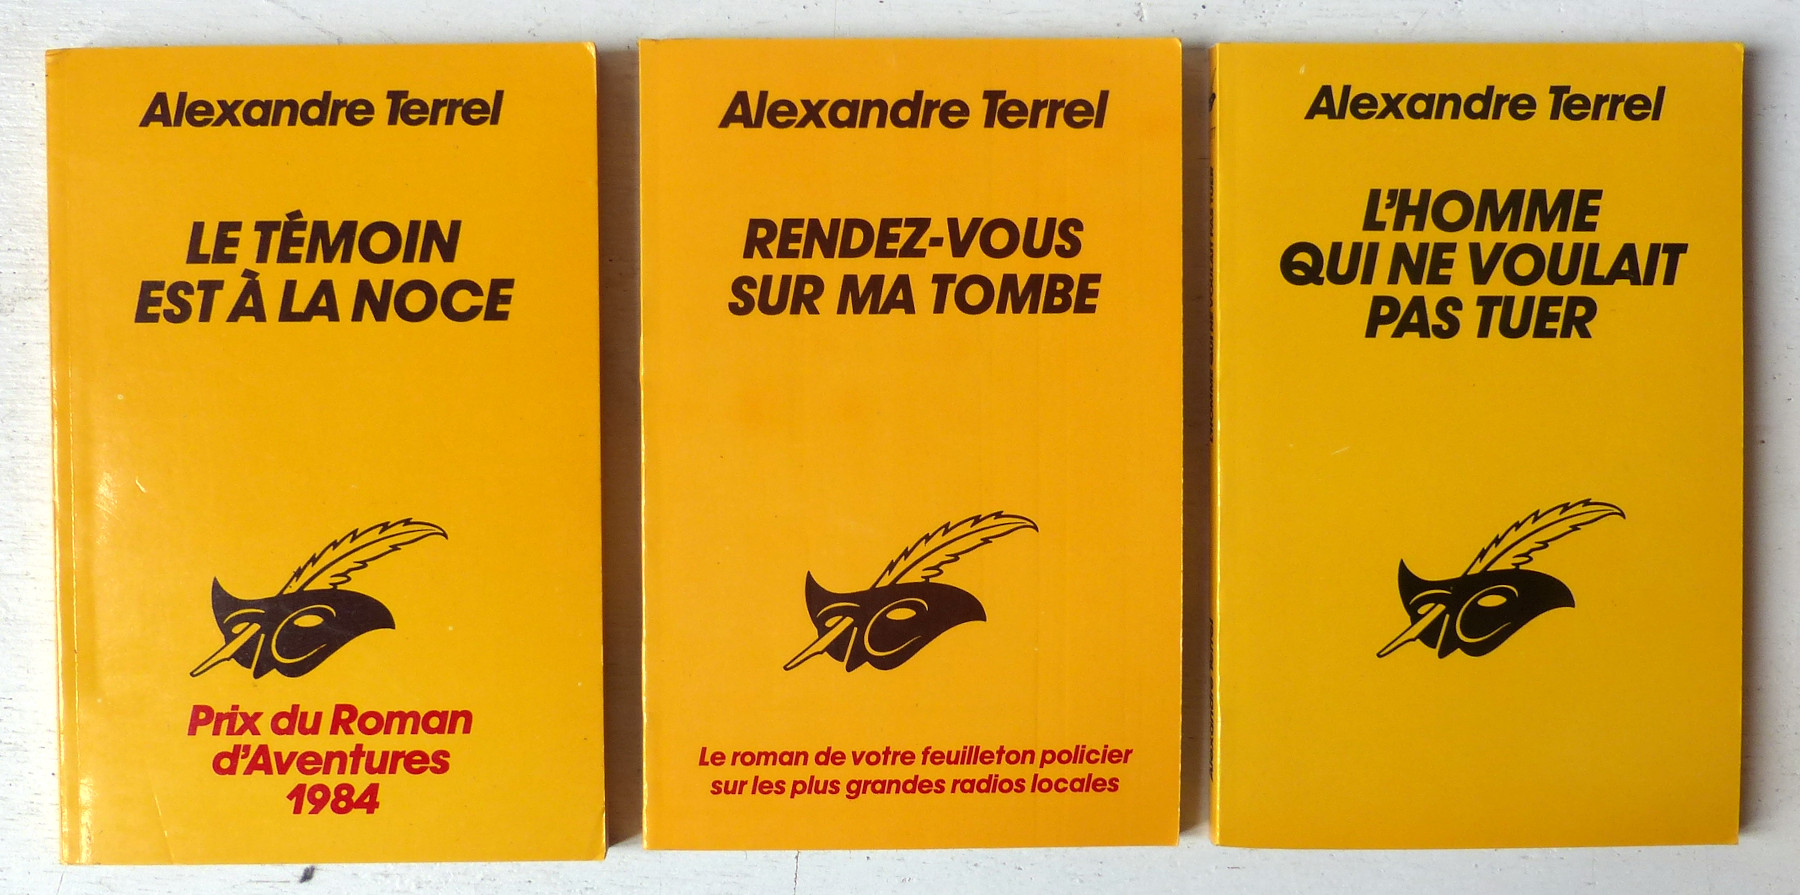 Alexandre Terrel
LE TÉMOIN
EST À LA NOCE
Prix du Roman
d'Aventures
1984
Alexandre Terrel
RENDEZ-VOUS
SUR MA TOMBE
Le roman de votre feuilleton policier
sur les plus grandes radios locales
Alexandre Terrel
L'HOMME
QUI NE VOULAIT
PAS TUER